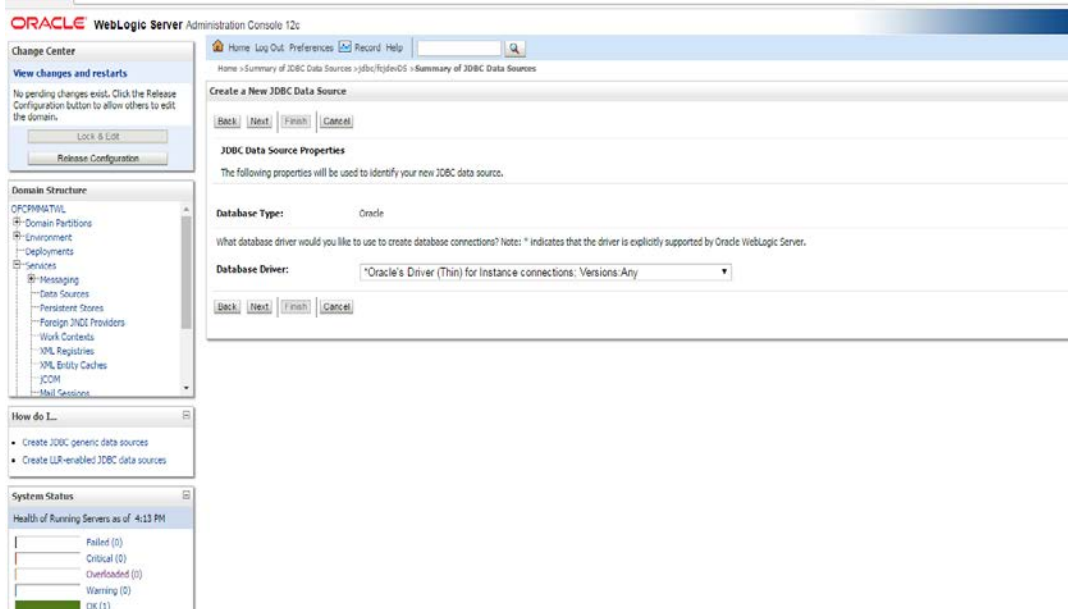 ORACLE WebLogic Server Administration Console 12c
Change Center
View changes and restarts
No pending changes exist. Click the Release
Configuration button to allow others to edit
the domain.
Lock & Edit
Release Configuration
Domain Structure
OFCPMMATWL
Domain Partitions
Environment
Deployments
Services
Messaging
Data Sources
Persistent Stores
Foreign JNDI Providers
Work Contexts
XML Registries
XML Entity Caches
jCOM
Mail Sessions
How do I...
Create JDBC generic data sources
Create LLR-enabled JDBC data sources
System Status
Health of Running Servers as of 4:13 PM
Failed (0)
Critical (0)
Overloaded (0)
Warning (0)
OK (1)
Home Log Out Preferences Record Help
Home >Summary of JDBC Data Sources >jdbc/fcjdevDS >Summary of JDBC Data Sources
Create a New JDBC Data Source
Back Next Finish Cancel
JDBC Data Source Properties
The following properties will be used to identify your new JDBC data source.
Database Type: Oracle
What database driver would you like to use to create database connections? Note: * indicates that the driver is explicitly supported by Oracle WebLogic Server.
Database Driver: *Oracle's Driver (Thin) for Instance connections; Versions:Any
Back Next Finish Cancel